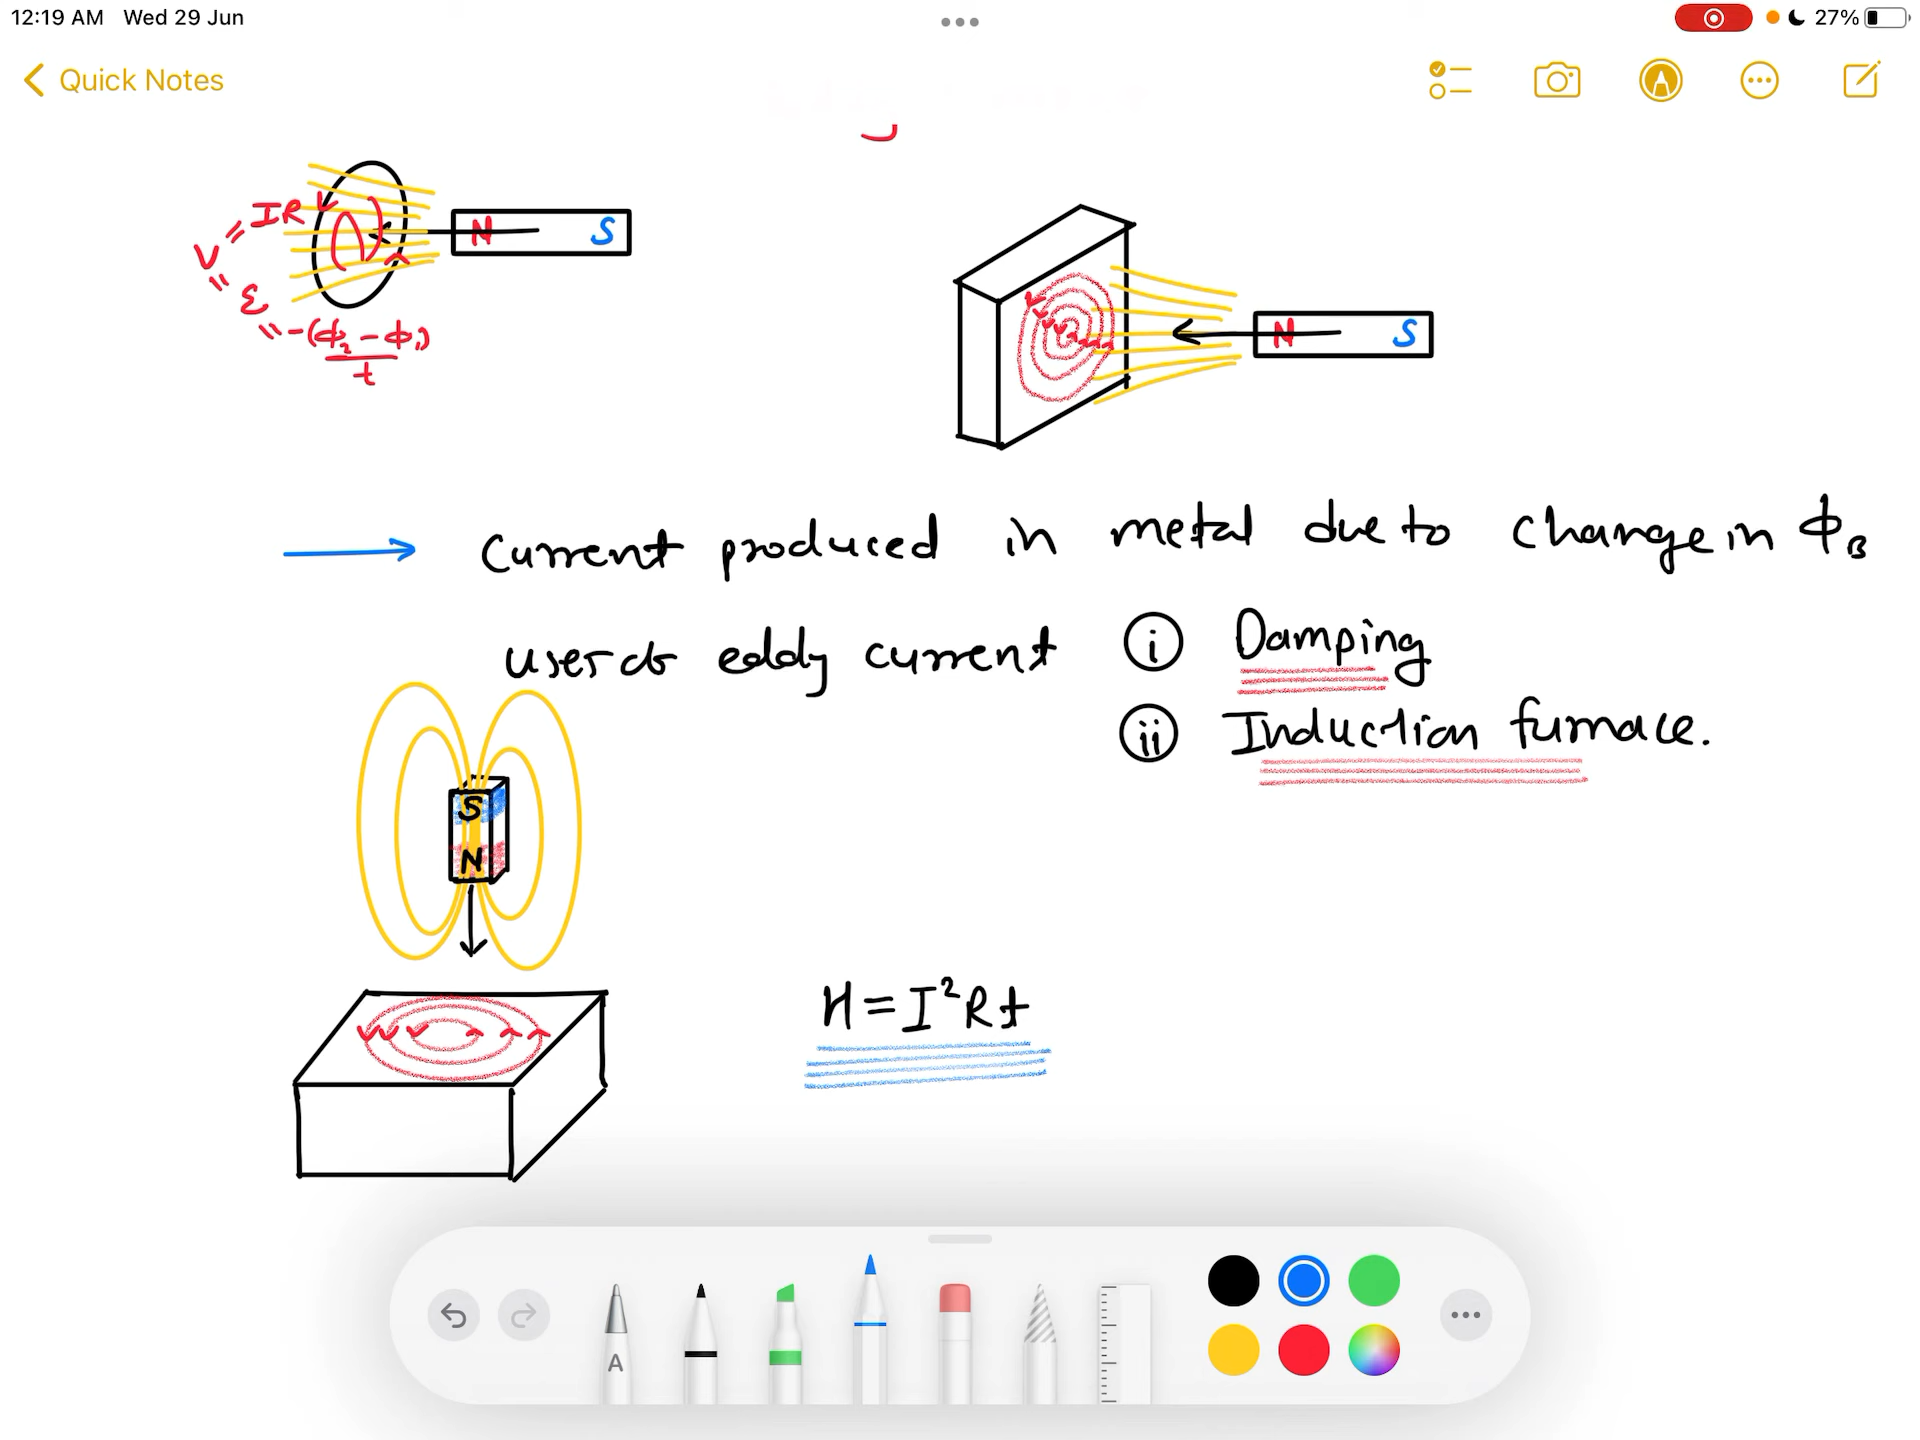 12:19 AM Wed 29 Jun
27%
Quick Notes
N S
V = IR
V = ε = -(Φ₂ - Φ₁)/t
N S
Current produced in metal due to change in Φ_B
uses of eddy current (i) Damping
(ii) Induction furnace.
S
N
H = I²Rt
A